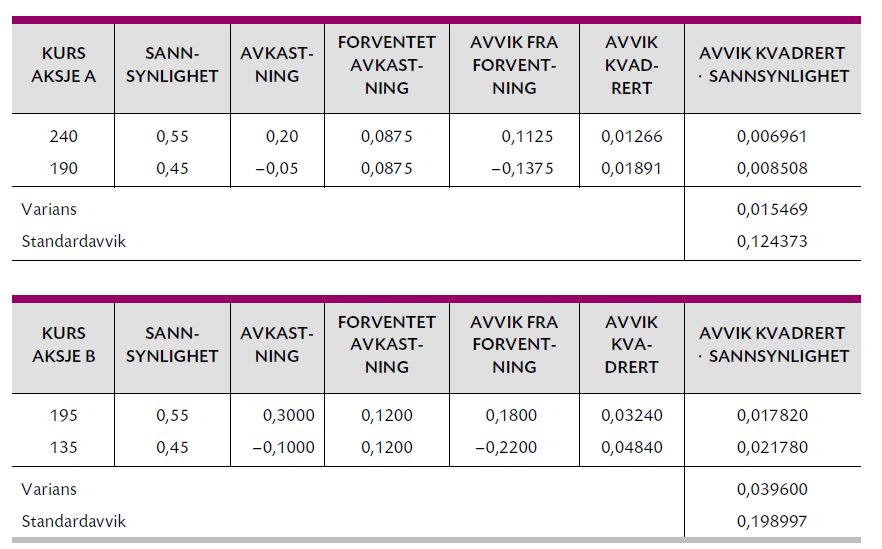 KURS AKSJE A | SANN-SYNLIGHET | AVKAST-NING | FORVENTET AVKAST-NING | AVVIK FRA FORVENT-NING | AVVIK KVAD-RERT | AVVIK KVADRERT · SANNSYNLIGHET
240 0,55 0,20 0,0875 0,1125 0,01266 0,006961
190 0,45 −0,05 0,0875 −0,1375 0,01891 0,008508
Varians 0,015469
Standardavvik 0,124373
KURS AKSJE B | SANN-SYNLIGHET | AVKAST-NING | FORVENTET AVKAST-NING | AVVIK FRA FORVENT-NING | AVVIK KVA-DRERT | AVVIK KVADRERT · SANNSYNLIGHET
195 0,55 0,3000 0,1200 0,1800 0,03240 0,017820
135 0,45 −0,1000 0,1200 −0,2200 0,04840 0,021780
Varians 0,039600
Standardavvik 0,198997